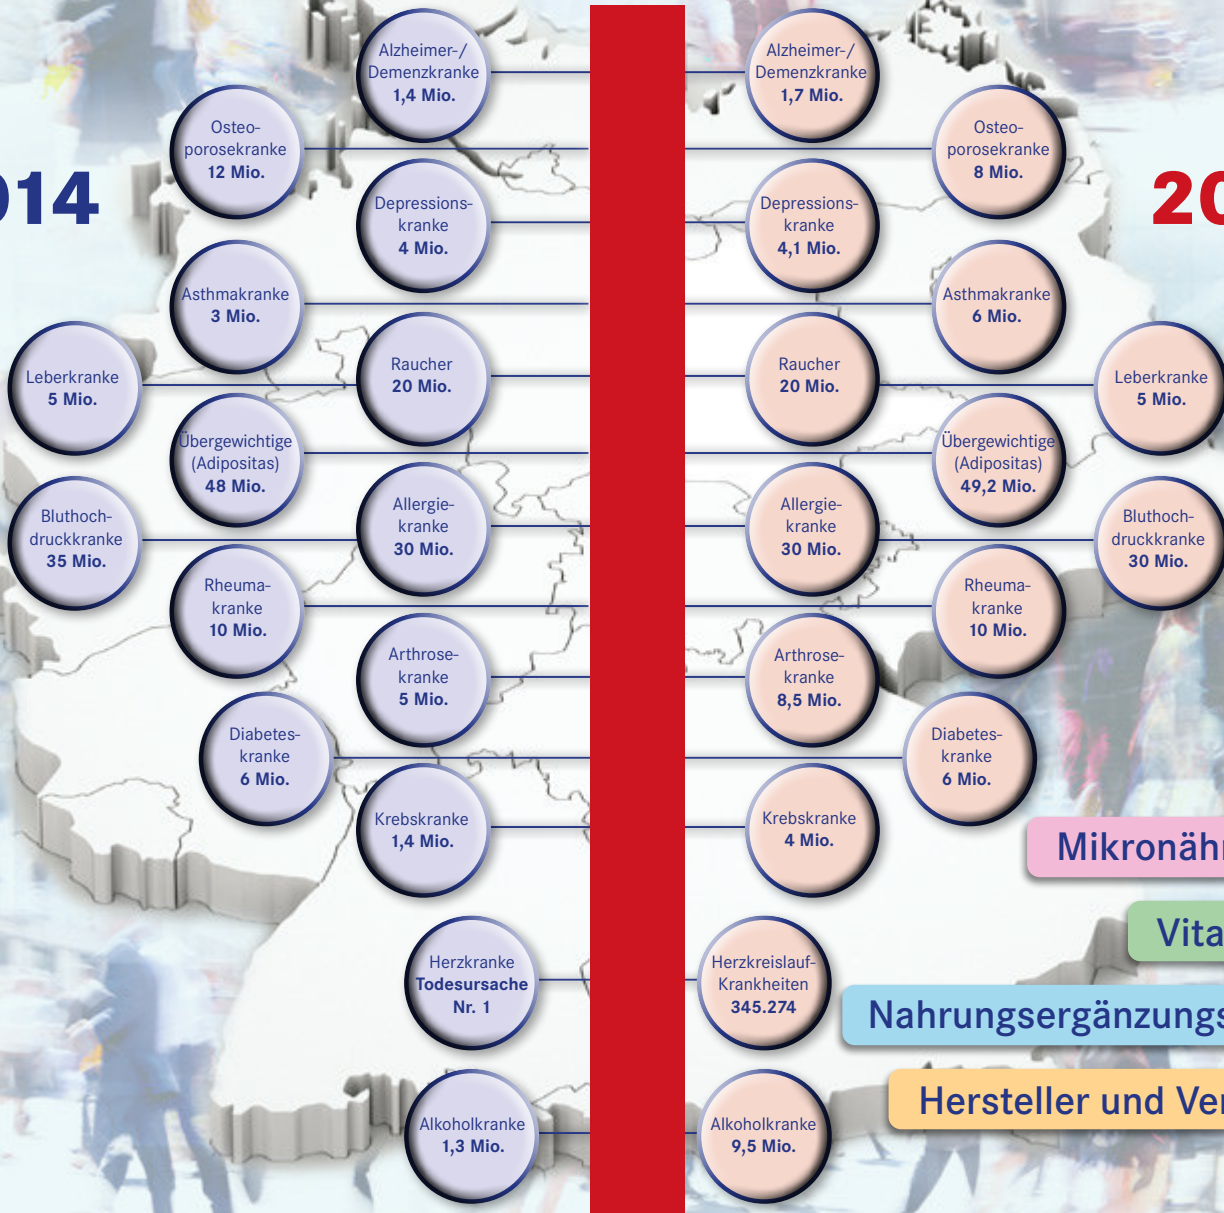 014
Alzheimer-/
Demenzkranke
1,4 Mio.
Osteo-
porosekranke
12 Mio.
Depressions-
kranke
4 Mio.
Asthmakranke
3 Mio.
Raucher
20 Mio.
Leberkranke
5 Mio.
Übergewichtige
(Adipositas)
48 Mio.
Allergie-
kranke
30 Mio.
Bluthoch-
druckkranke
35 Mio.
Rheuma-
kranke
10 Mio.
Arthrose-
kranke
5 Mio.
Diabetes-
kranke
6 Mio.
Krebskranke
1,4 Mio.
Herzkranke
Todesursache
Nr. 1
Alkoholkranke
1,3 Mio.
20
Alzheimer-/
Demenzkranke
1,7 Mio.
Osteo-
porosekranke
8 Mio.
Depressions-
kranke
4,1 Mio.
Asthmakranke
6 Mio.
Raucher
20 Mio.
Leberkranke
5 Mio.
Übergewichtige
(Adipositas)
49,2 Mio.
Allergie-
kranke
30 Mio.
Bluthoch-
druckkranke
30 Mio.
Rheuma-
kranke
10 Mio.
Arthrose-
kranke
8,5 Mio.
Diabetes-
kranke
6 Mio.
Krebskranke
4 Mio.
Herzkreislauf-
Krankheiten
345.274
Alkoholkranke
9,5 Mio.
Mikronähr
Vita
Nahrungsergänzungs
Hersteller und Ver